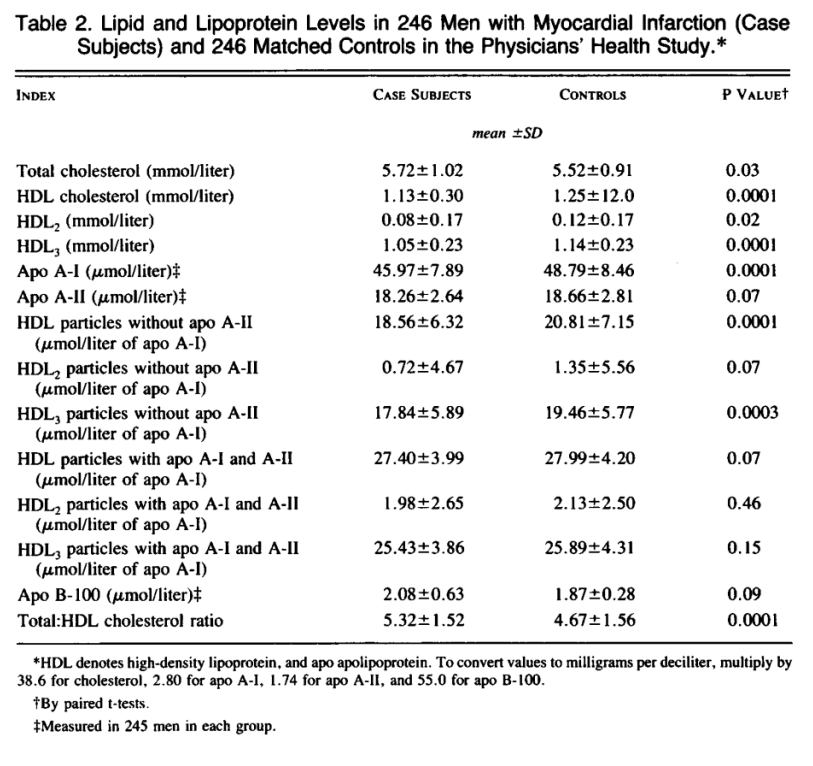 Table 2. Lipid and Lipoprotein Levels in 246 Men with Myocardial Infarction (Case
Subjects) and 246 Matched Controls in the Physicians' Health Study.*
INDEX CASE SUBJECTS CONTROLS P VALUE†
mean ±SD
Total cholesterol (mmol/liter) 5.72±1.02 5.52±0.91 0.03
HDL cholesterol (mmol/liter) 1.13±0.30 1.25±12.0 0.0001
HDL₂ (mmol/liter) 0.08±0.17 0.12±0.17 0.02
HDL₃ (mmol/liter) 1.05±0.23 1.14±0.23 0.0001
Apo A-I (μmol/liter)‡ 45.97±7.89 48.79±8.46 0.0001
Apo A-II (μmol/liter)‡ 18.26±2.64 18.66±2.81 0.07
HDL particles without apo A-II 18.56±6.32 20.81±7.15 0.0001
(μmol/liter of apo A-I)
HDL₂ particles without apo A-II 0.72±4.67 1.35±5.56 0.07
(μmol/liter of apo A-I)
HDL₃ particles without apo A-II 17.84±5.89 19.46±5.77 0.0003
(μmol/liter of apo A-I)
HDL particles with apo A-I and A-II 27.40±3.99 27.99±4.20 0.07
(μmol/liter of apo A-I)
HDL₂ particles with apo A-I and A-II 1.98±2.65 2.13±2.50 0.46
(μmol/liter of apo A-I)
HDL₃ particles with apo A-I and A-II 25.43±3.86 25.89±4.31 0.15
(μmol/liter of apo A-I)
Apo B-100 (μmol/liter)‡ 2.08±0.63 1.87±0.28 0.09
Total:HDL cholesterol ratio 5.32±1.52 4.67±1.56 0.0001
*HDL denotes high-density lipoprotein, and apo apolipoprotein. To convert values to milligrams per deciliter, multiply by
38.6 for cholesterol, 2.80 for apo A-I, 1.74 for apo A-II, and 55.0 for apo B-100.
†By paired t-tests.
‡Measured in 245 men in each group.